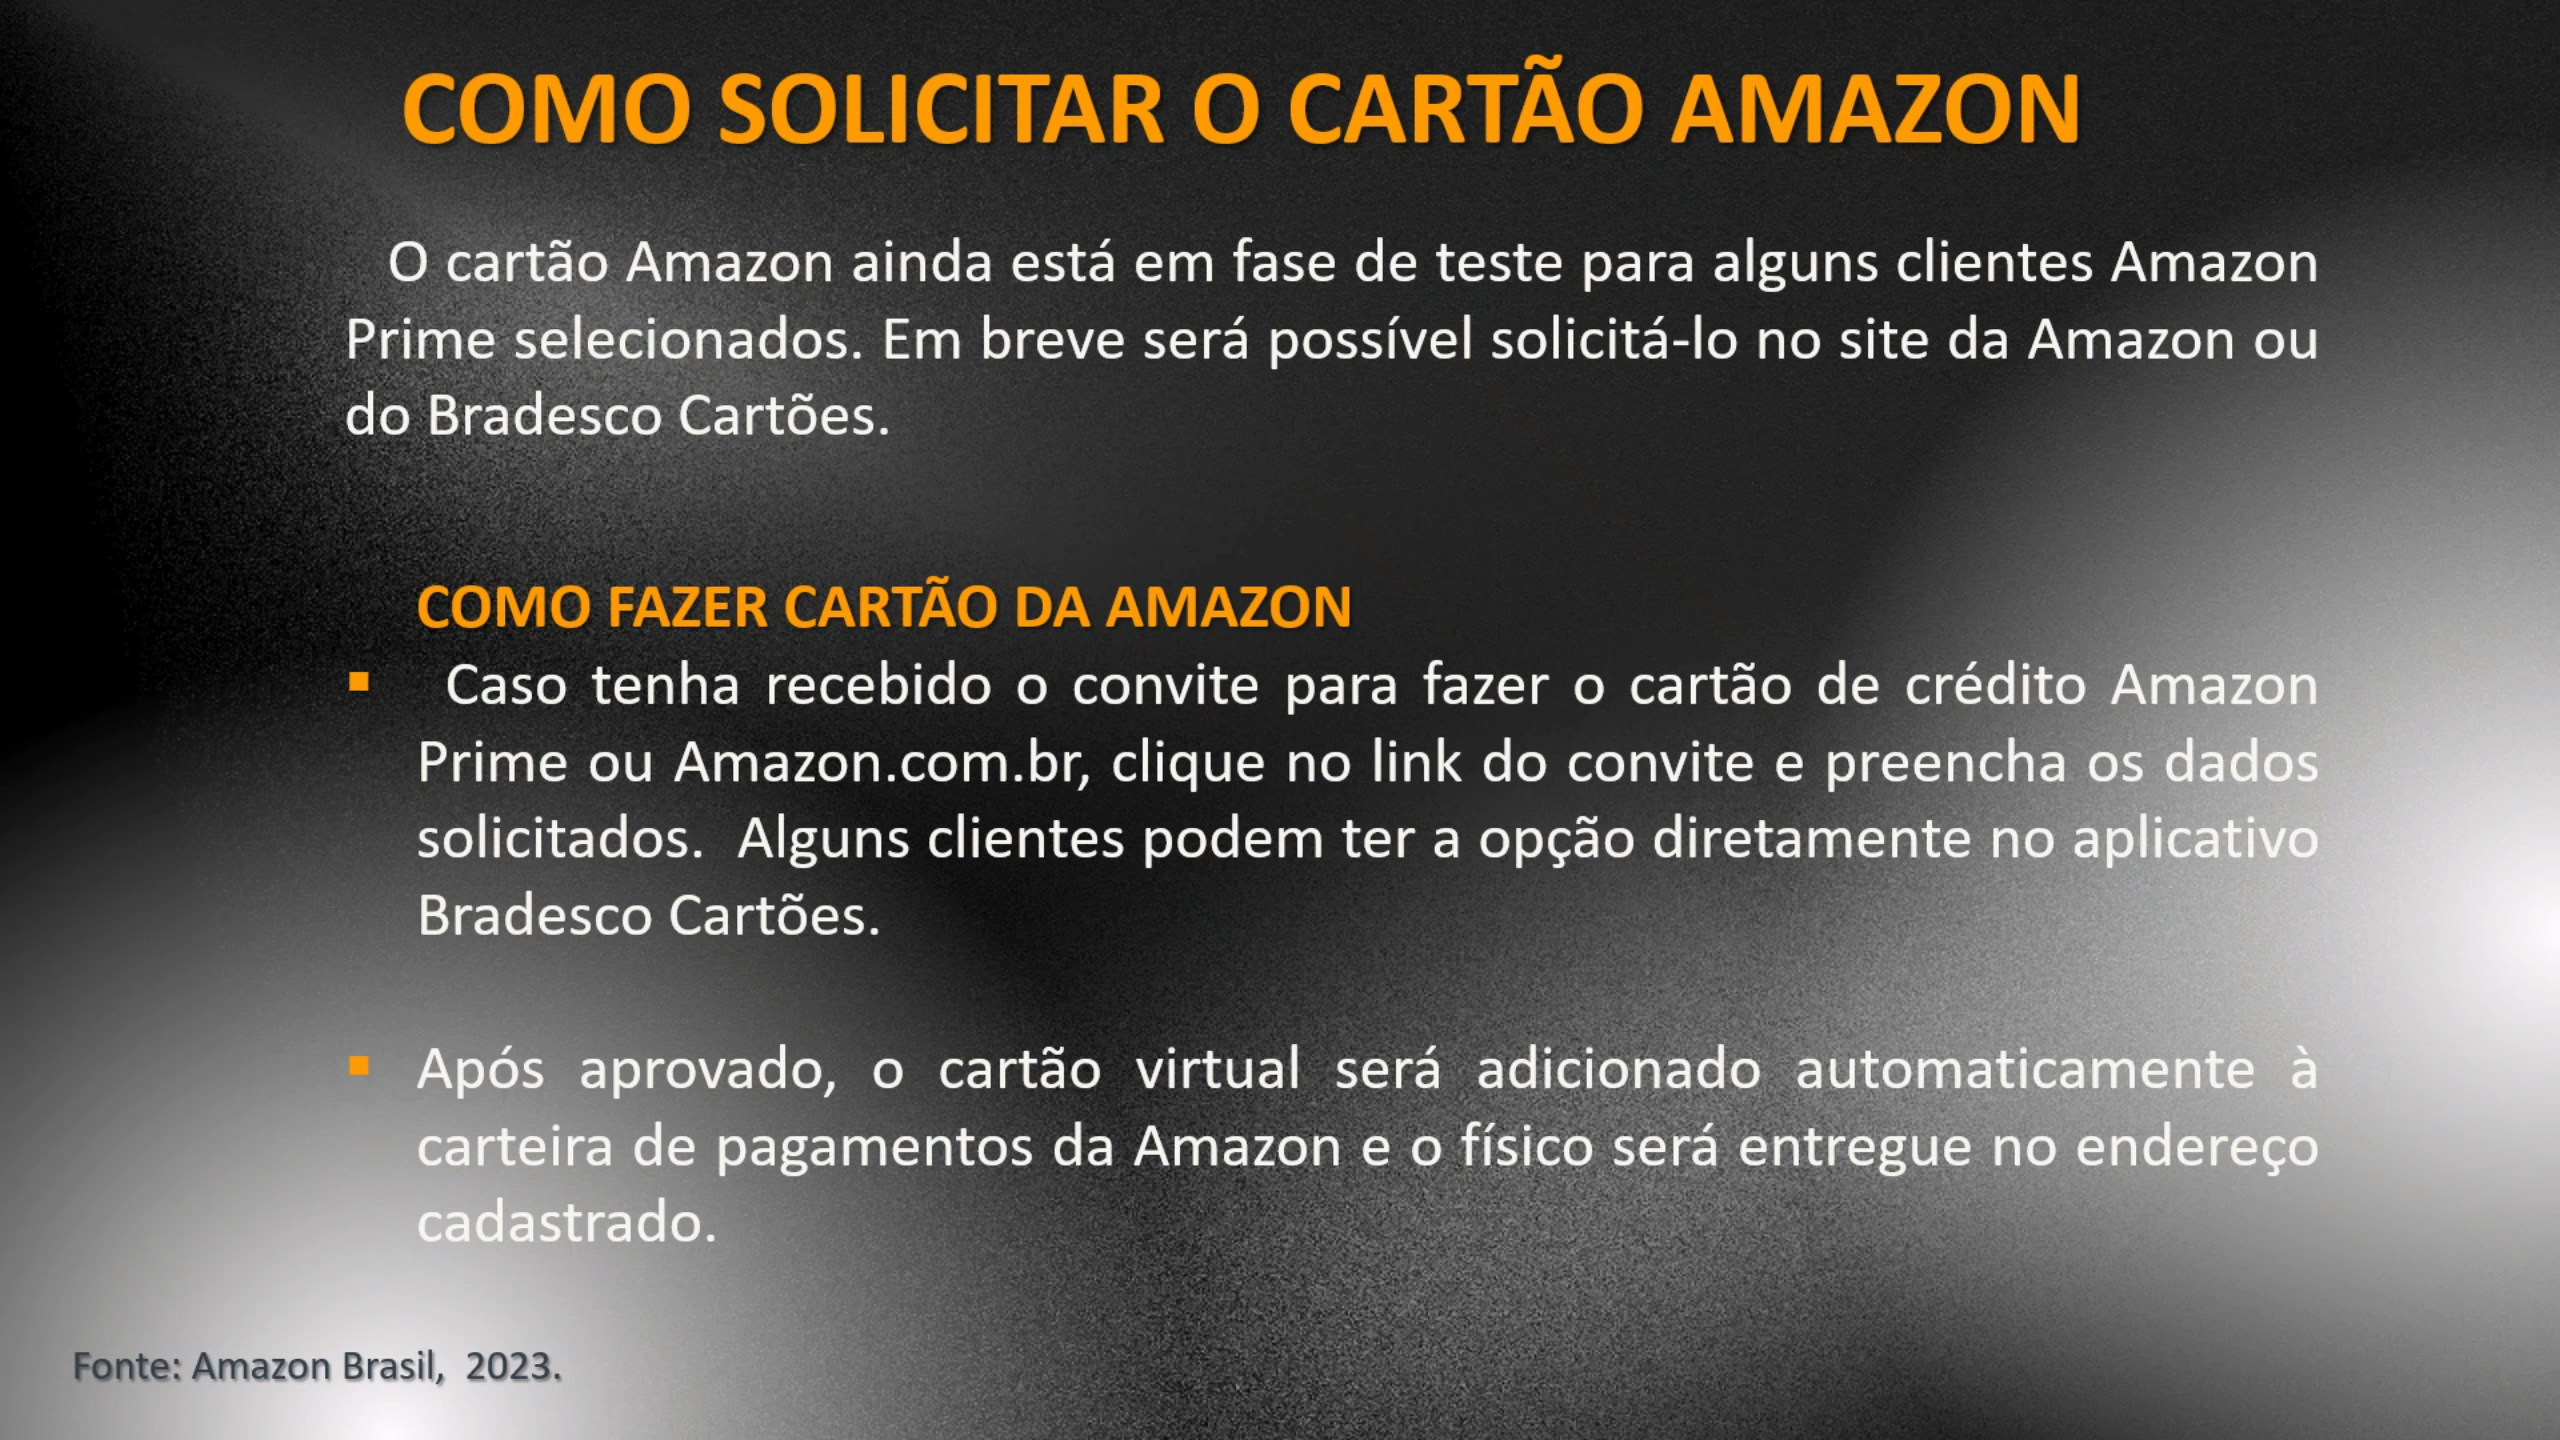 COMO SOLICITAR O CARTÃO AMAZON
O cartão Amazon ainda está em fase de teste para alguns clientes Amazon
Prime selecionados. Em breve será possível solicitá-lo no site da Amazon ou
do Bradesco Cartões.
COMO FAZER CARTÃO DA AMAZON
▪ Caso tenha recebido o convite para fazer o cartão de crédito Amazon
Prime ou Amazon.com.br, clique no link do convite e preencha os dados
solicitados. Alguns clientes podem ter a opção diretamente no aplicativo
Bradesco Cartões.
▪ Após aprovado, o cartão virtual será adicionado automaticamente à
carteira de pagamentos da Amazon e o físico será entregue no endereço
cadastrado.
Fonte: Amazon Brasil, 2023.